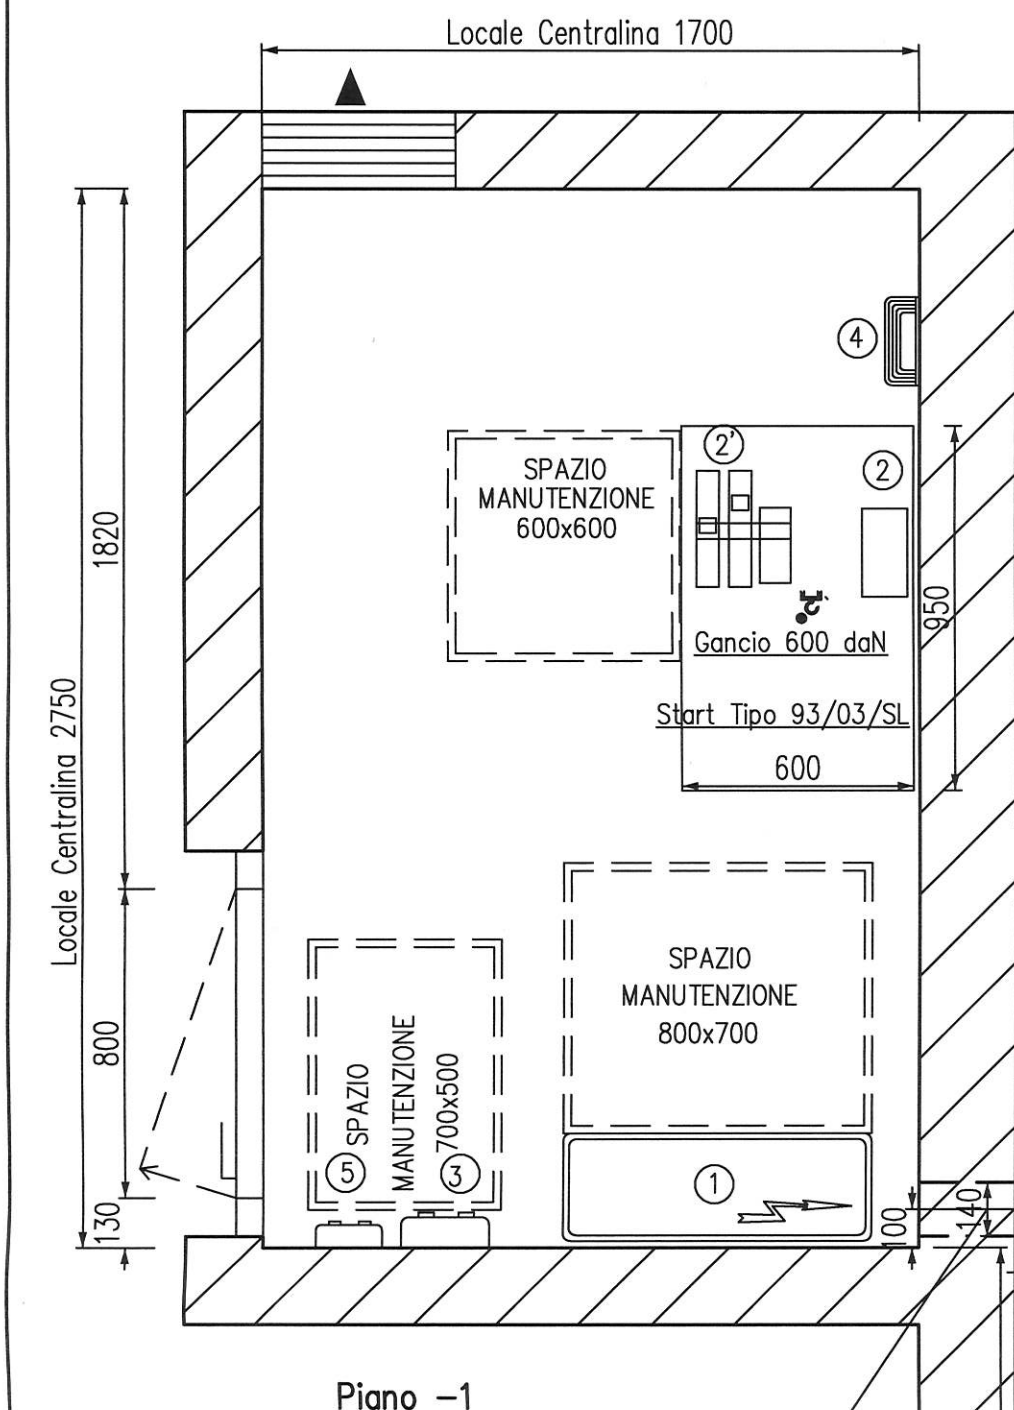 Locale Centralina 1700
4
2'
2
SPAZIO
MANUTENZIONE
600x600
1820
950
Gancio 600 daN
Locale Centralina 2750
Start Tipo 93/03/SL
600
SPAZIO
MANUTENZIONE
800x700
800
SPAZIO
MANUTENZIONE
700x500
5
3
1
130
100
140
Piano -1